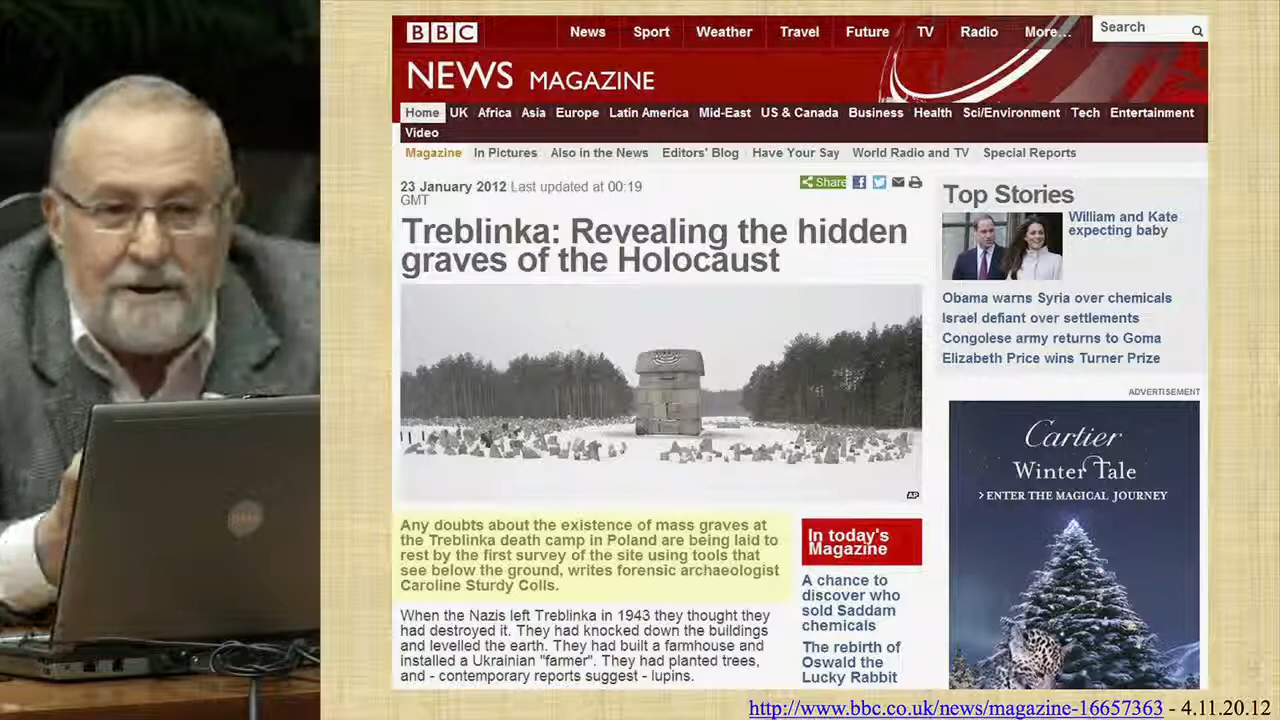 BBC News Sport Weather Travel Future TV Radio More... Search
NEWS MAGAZINE
Home UK Africa Asia Europe Latin America Mid-East US & Canada Business Health Sci/Environment Tech Entertainment
Video
Magazine In Pictures Also in the News Editors' Blog Have Your Say World Radio and TV Special Reports
23 January 2012 Last updated at 00:19
GMT
Share
Treblinka: Revealing the hidden
graves of the Holocaust
AP
Any doubts about the existence of mass graves at
the Treblinka death camp in Poland are being laid to
rest by the first survey of the site using tools that
see below the ground, writes forensic archaeologist
Caroline Sturdy Colls.
When the Nazis left Treblinka in 1943 they thought they
had destroyed it. They had knocked down the buildings
and levelled the earth. They had built a farmhouse and
installed a Ukrainian "farmer". They had planted trees,
and - contemporary reports suggest - lupins.
In today's
Magazine
A chance to
discover who
sold Saddam
chemicals
The rebirth of
Oswald the
Lucky Rabbit
Top Stories
William and Kate
expecting baby
Obama warns Syria over chemicals
Israel defiant over settlements
Congolese army returns to Goma
Elizabeth Price wins Turner Prize
ADVERTISEMENT
Cartier
WINTER TALE
> ENTER THE MAGICAL JOURNEY
http://www.bbc.co.uk/news/magazine-16657363 - 4.11.20.12